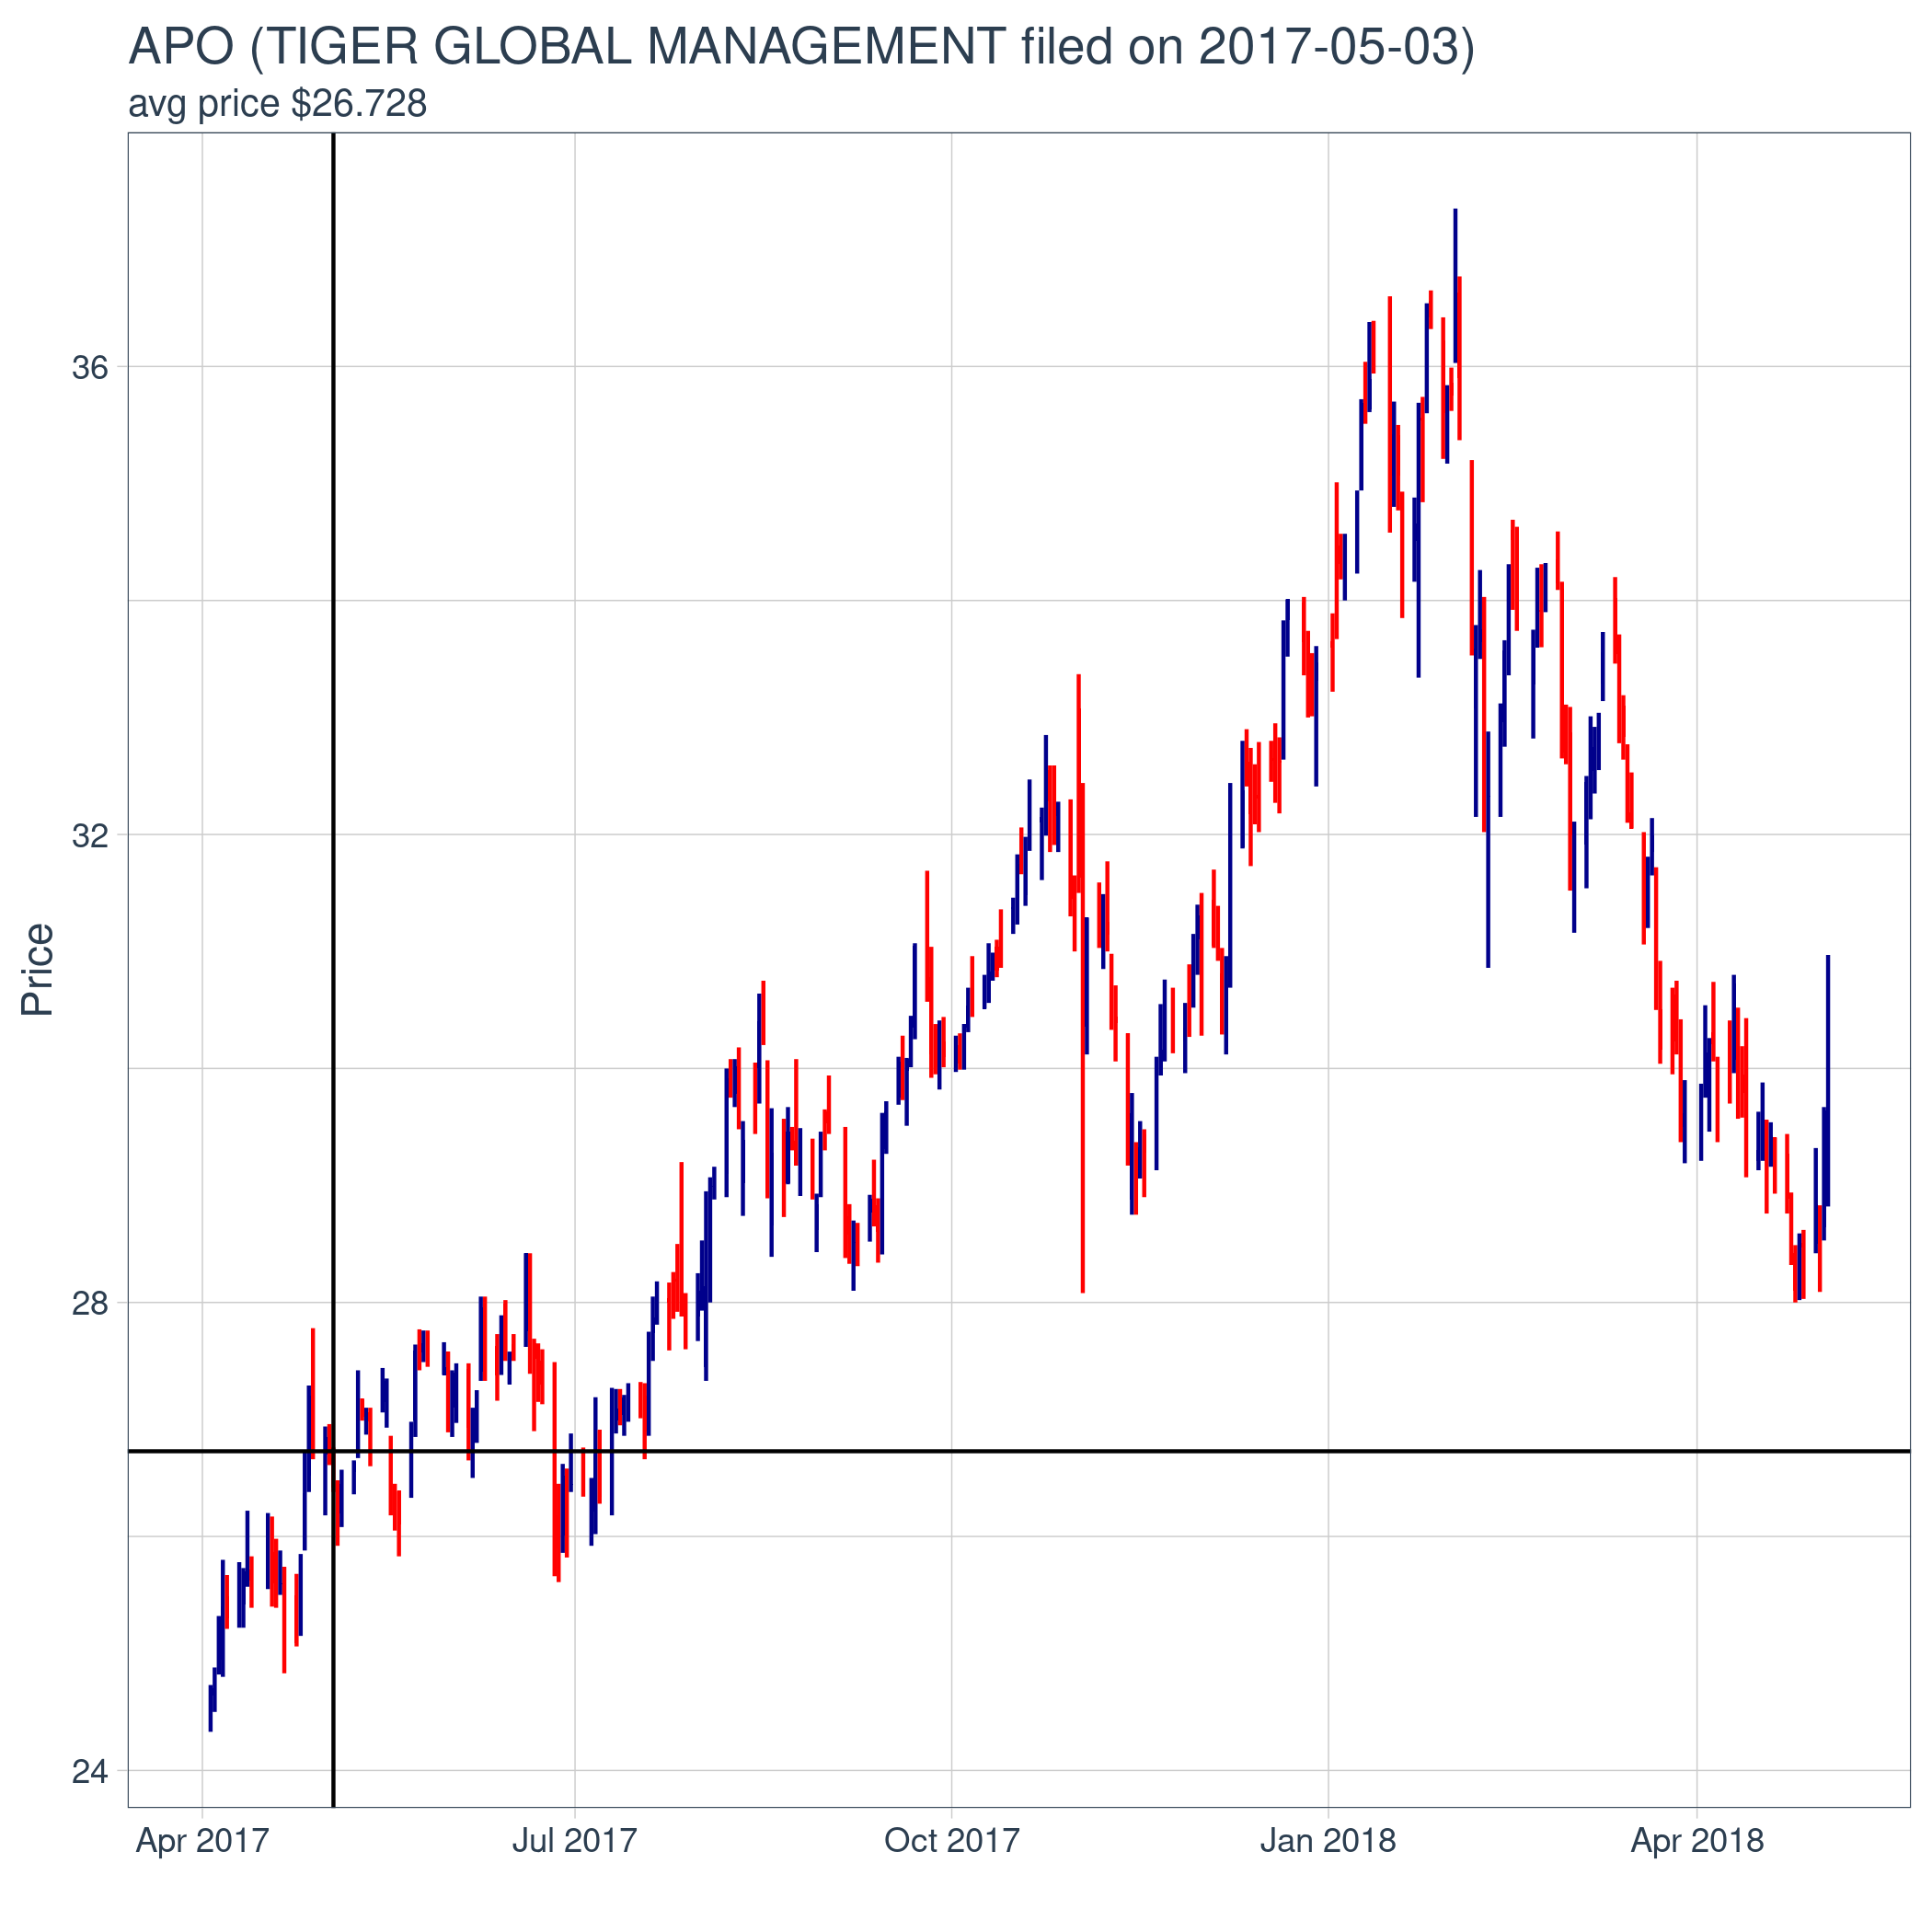 APO (TIGER GLOBAL MANAGEMENT filed on 2017-05-03)
avg price $26.728
Price
36
32
28
24
Apr 2017
Jul 2017
Oct 2017
Jan 2018
Apr 2018